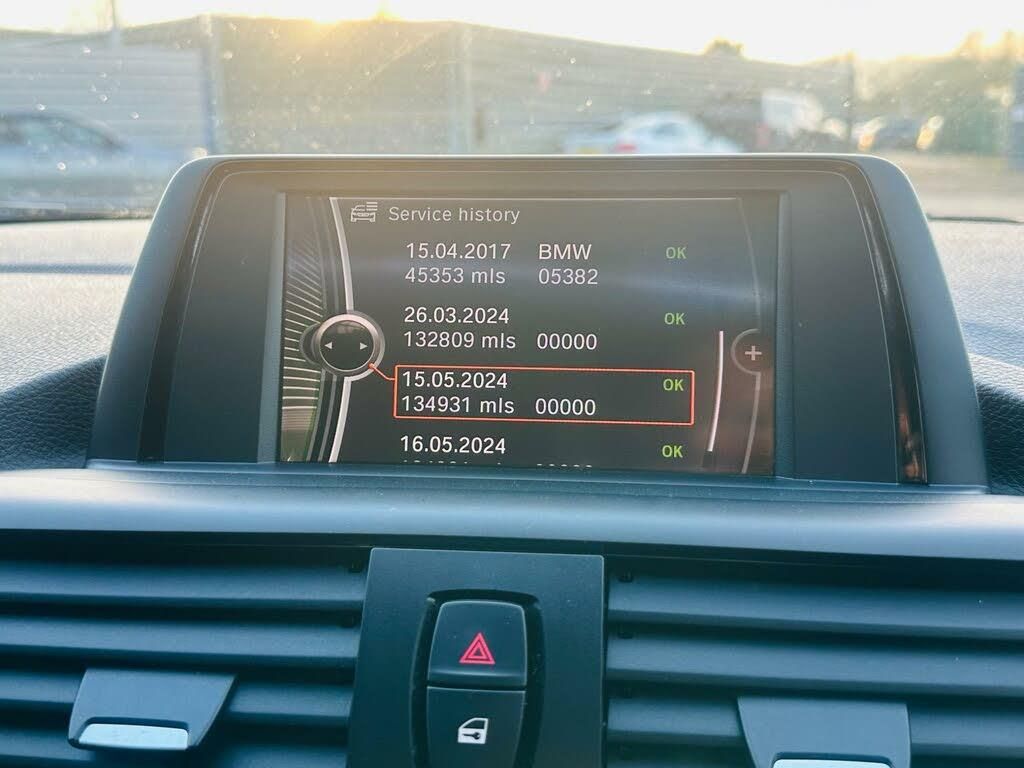 Service history
15.04.2017 BMW OK
45353 mls 05382
26.03.2024 OK
132809 mls 00000
15.05.2024 OK
134931 mls 00000
16.05.2024 OK
+